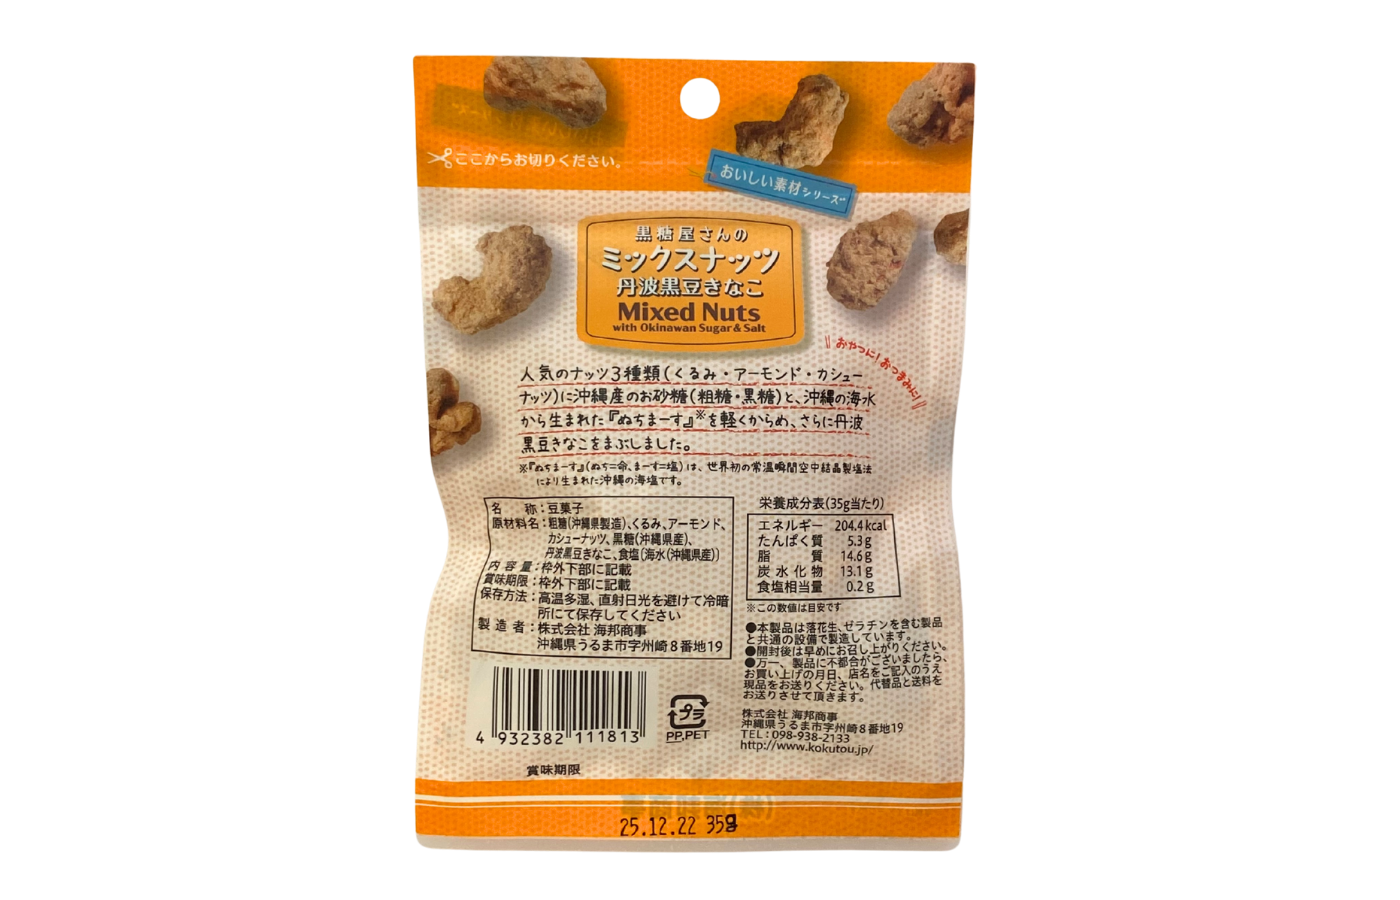 ここからお切りください。
おいしい素材シリーズ
黒糖屋さんの
ミックスナッツ
丹波黒豆きなこ
Mixed Nuts
with Okinawan Sugar & Salt
おやつに!おつまみに!
人気のナッツ3種類(くるみ・アーモンド・カシュー
ナッツ)に沖縄産のお砂糖(粗糖・黒糖)と、沖縄の海水
から生まれた『ぬちまーす』※を軽くからめ、さらに丹波
黒豆きなこをまぶしました。
※『ぬちまーす』(ぬち=命、まーす=塩)は、世界初の常温瞬間空中結晶製塩法
により生まれた沖縄の海塩です。
名　称:豆菓子
原材料名:粗糖(沖縄県製造)、くるみ、アーモンド、
カシューナッツ、黒糖(沖縄県産)、
丹波黒豆きなこ、食塩(海水(沖縄県産))
内容量:枠外下部に記載
賞味期限:枠外下部に記載
保存方法:高温多湿、直射日光を避けて冷暗
所にて保存してください
製造者:株式会社 海邦商事
沖縄県うるま市字州崎8番地19
栄養成分表(35g当たり)
エネルギー 204.4kcal
たんぱく質 5.3g
脂質 14.6g
炭水化物 13.1g
食塩相当量 0.2g
※この数値は目安です
●本製品は落花生、ゼラチンを含む製品
と共通の設備で製造しています。
●開封後は早めにお召し上がりください。
●万一、製品に不都合がございましたら、
お買い上げの月日、店名をご記入のうえ
現品をお送りください。代替品と送料を
お送りさせて頂きます。
株式会社 海邦商事
沖縄県うるま市字州崎8番地19
TEL:098-938-2133
http://www.kokutou.jp/
4 932382 111813
プラ
PP,PET
賞味期限
25.12.22 35g